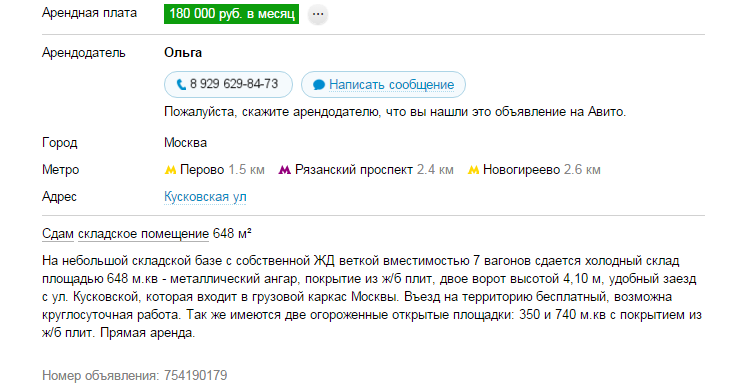 Арендная плата 180 000 руб. в месяц ...
Арендодатель Ольга
8 929 629-84-73 Написать сообщение
Пожалуйста, скажите арендодателю, что вы нашли это объявление на Авито.
Город Москва
Метро Перово 1.5 км Рязанский проспект 2.4 км Новогиреево 2.6 км
Адрес Кусковская ул
Сдам складское помещение 648 м²
На небольшой складской базе с собственной ЖД веткой вместимостью 7 вагонов сдается холодный склад
площадью 648 м.кв - металлический ангар, покрытие из ж/б плит, двое ворот высотой 4,10 м, удобный заезд
с ул. Кусковской, которая входит в грузовой каркас Москвы. Въезд на территорию бесплатный, возможна
круглосуточная работа. Так же имеются две огороженные открытые площадки: 350 и 740 м.кв с покрытием из
ж/б плит. Прямая аренда.
Номер объявления: 754190179